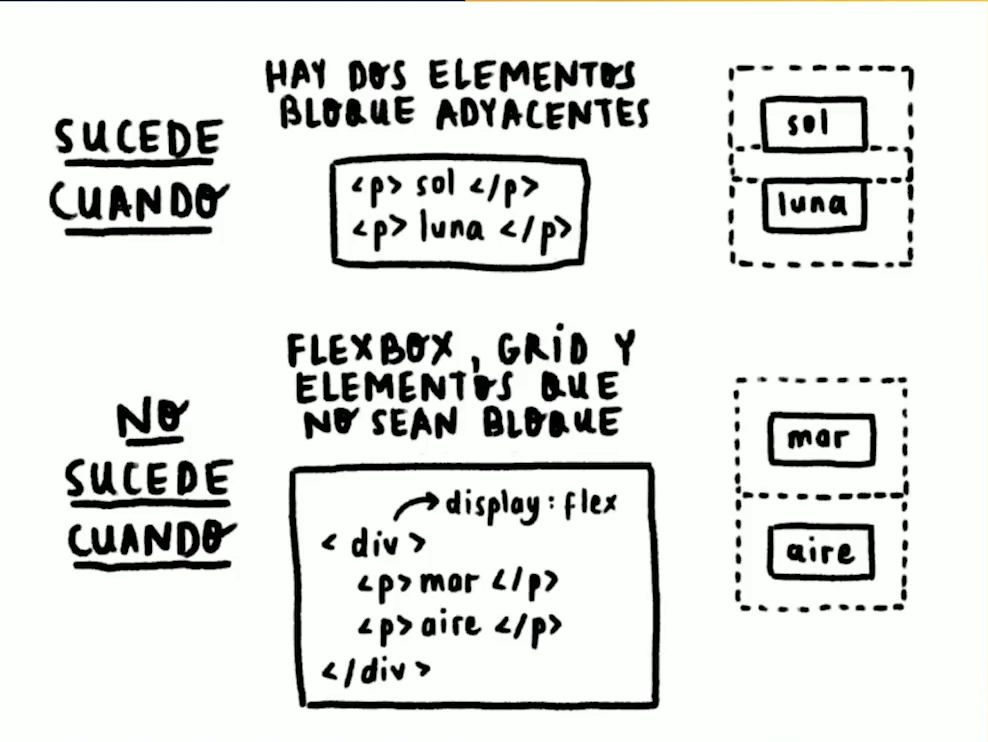 SUCEDE
CUANDO
HAY DOS ELEMENTOS
BLOQUE ADYACENTES
<p> sol </p>
<p> luna </p>
sol
luna
NO
SUCEDE
CUANDO
FLEXBOX, GRID Y
ELEMENTOS QUE
NO SEAN BLOQUE
display: flex
<div>
<p> mar </p>
<p> aire </p>
</div>
mar
aire